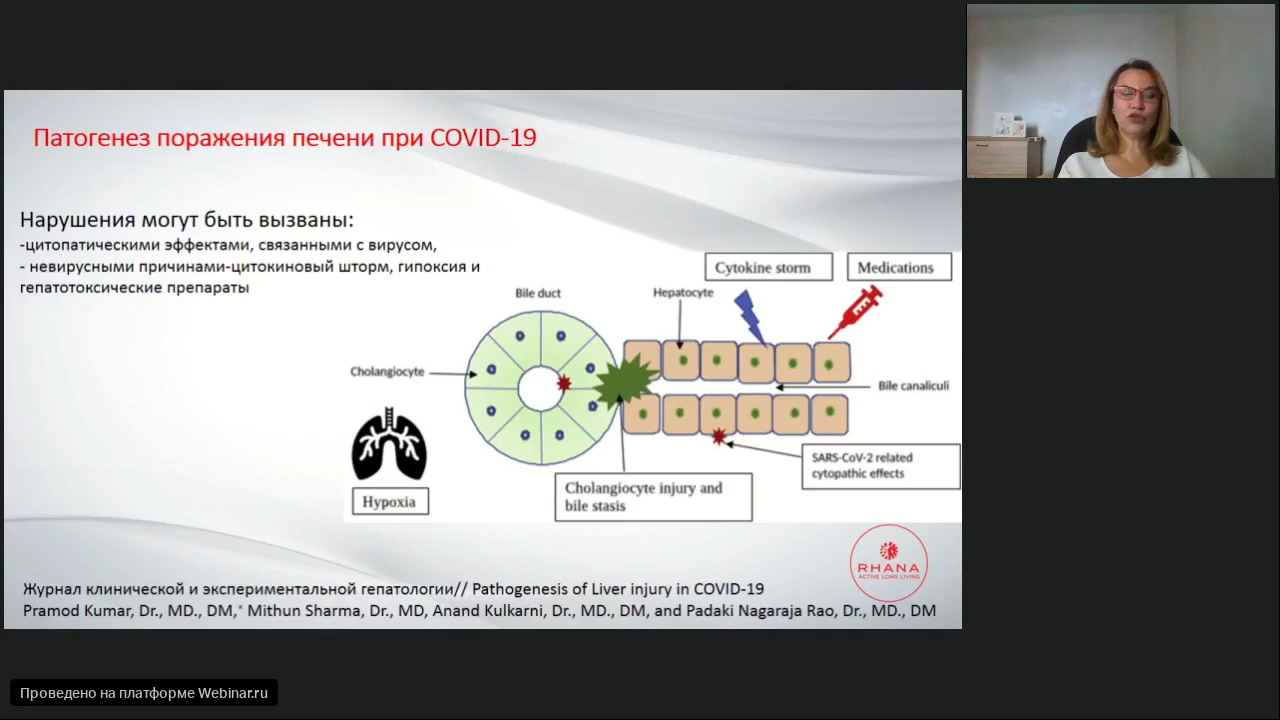 Патогенез поражения печени при COVID-19
Нарушения могут быть вызваны:
-цитопатическими эффектами, связанными с вирусом,
- невирусными причинами-цитокиновый шторм, гипоксия и
гепатотоксические препараты
Cytokine storm
Medications
Bile duct
Hepatocyte
Cholangiocyte
Bile canaliculi
SARS-CoV-2 related
cytopathic effects
Cholangiocyte injury and
bile stasis
Hypoxia
RHANA
ACTIVE LONG LIVING
Журнал клинической и экспериментальной гепатологии// Pathogenesis of Liver injury in COVID-19
Pramod Kumar, Dr., MD., DM,* Mithun Sharma, Dr., MD, Anand Kulkarni, Dr., MD., DM, and Padaki Nagaraja Rao, Dr., MD., DM
Проведено на платформе Webinar.ru